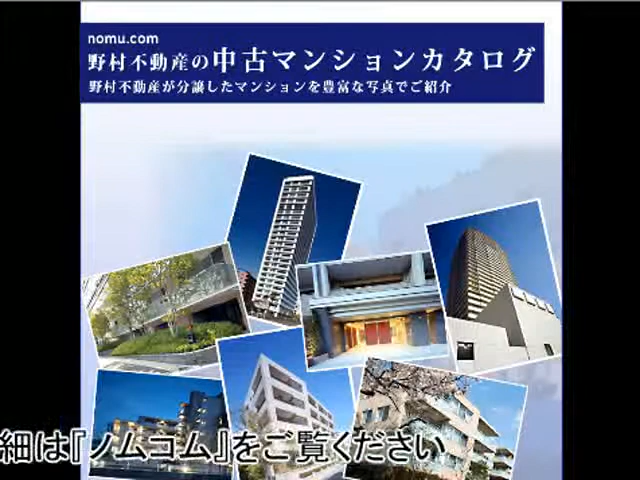 nomu.com
野村不動産の中古マンションカタログ
野村不動産が分譲したマンションを豊富な写真でご紹介
細は『ノムコム』をご覧ください